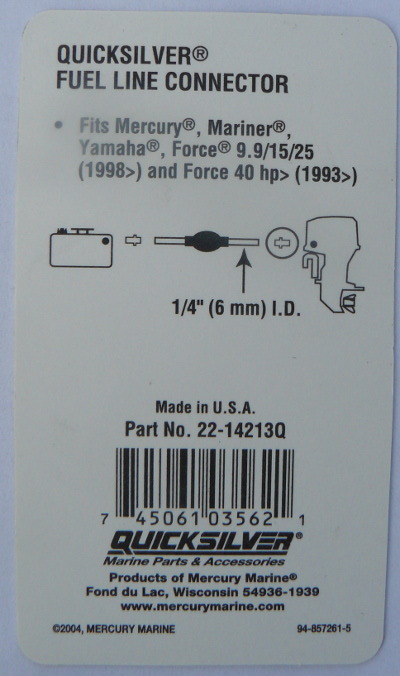 QUICKSILVER®
FUEL LINE CONNECTOR
• Fits Mercury®, Mariner®,
Yamaha®, Force® 9.9/15/25
(1998>) and Force 40 hp> (1993>)
1/4" (6 mm) I.D.
Made in U.S.A.
Part No. 22-14213Q
7 45061 03562 1
QUICKSILVER®
Marine Parts & Accessories
Products of Mercury Marine®
Fond du Lac, Wisconsin 54936-1939
www.mercurymarine.com
©2004, MERCURY MARINE 94-857261-5